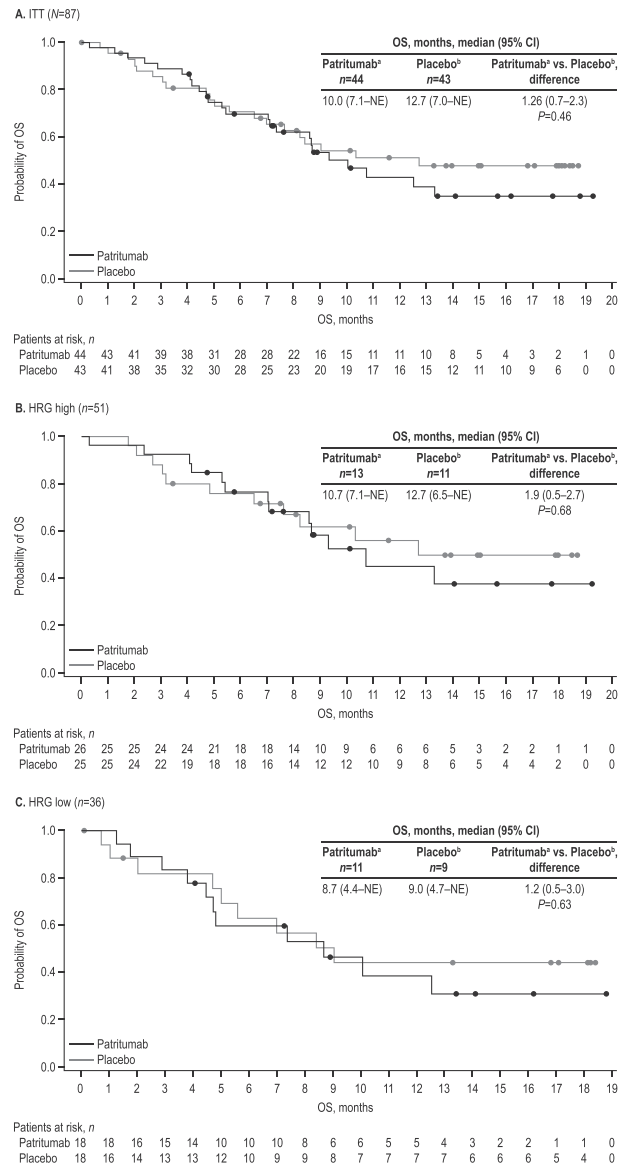 A. ITT (N=87)
OS, months, median (95% CI)
Patritumabᵃ Placeboᵇ Patritumabᵃ vs. Placeboᵇ,
n=44 n=43 difference
10.0 (7.1–NE) 12.7 (7.0–NE) 1.26 (0.7–2.3)
P=0.46
Probability of OS
1.0
0.8
0.6
0.4
0.2
0.0
Patritumab
Placebo
0 1 2 3 4 5 6 7 8 9 10 11 12 13 14 15 16 17 18 19 20
OS, months
Patients at risk, n
Patritumab 44 43 41 39 38 31 28 28 22 16 15 11 11 10 8 5 4 3 2 1 0
Placebo 43 41 38 35 32 30 28 25 23 20 19 17 16 15 12 11 10 9 6 0 0
B. HRG high (n=51)
OS, months, median (95% CI)
Patritumabᵃ Placeboᵇ Patritumabᵃ vs. Placeboᵇ,
n=13 n=11 difference
10.7 (7.1–NE) 12.7 (6.5–NE) 1.9 (0.5–2.7)
P=0.68
Probability of OS
1.0
0.8
0.6
0.4
0.2
0.0
Patritumab
Placebo
0 1 2 3 4 5 6 7 8 9 10 11 12 13 14 15 16 17 18 19 20
OS, months
Patients at risk, n
Patritumab 26 25 25 24 24 21 18 18 14 10 9 6 6 6 5 3 2 2 1 1 0
Placebo 25 25 24 22 19 18 18 16 14 12 12 10 9 8 6 5 4 4 2 0 0
C. HRG low (n=36)
OS, months, median (95% CI)
Patritumabᵃ Placeboᵇ Patritumabᵃ vs. Placeboᵇ,
n=11 n=9 difference
8.7 (4.4–NE) 9.0 (4.7–NE) 1.2 (0.5–3.0)
P=0.63
Probability of OS
1.0
0.8
0.6
0.4
0.2
0.0
Patritumab
Placebo
0 1 2 3 4 5 6 7 8 9 10 11 12 13 14 15 16 17 18 19
OS, months
Patients at risk, n
Patritumab 18 18 16 15 14 10 10 10 8 6 6 5 5 4 3 2 2 1 1 0
Placebo 18 16 14 13 13 12 10 9 9 8 7 7 7 7 6 6 6 5 4 0